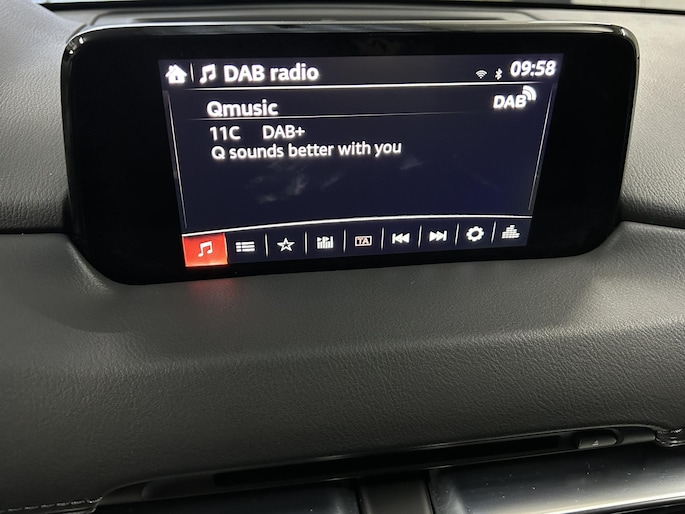 DAB radio 09:58
Qmusic DAB
11C DAB+
Q sounds better with you
TA